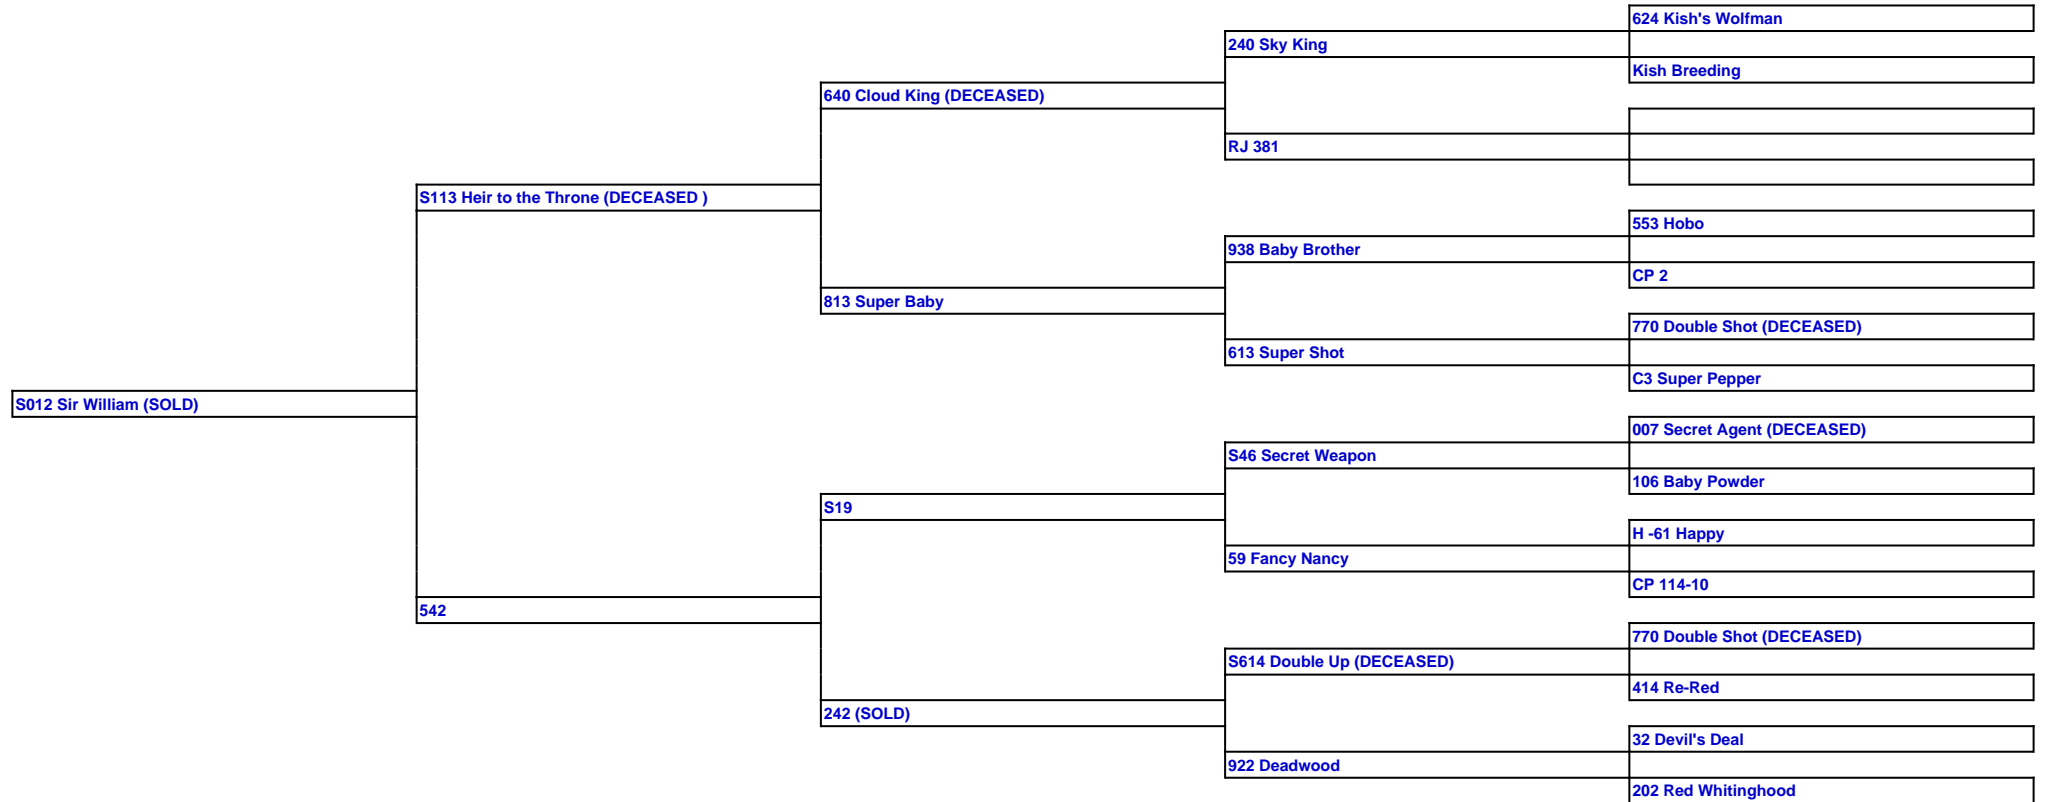 624 Kish's Wolfman
240 Sky King
Kish Breeding
640 Cloud King (DECEASED)
RJ 381
S113 Heir to the Throne (DECEASED )
553 Hobo
938 Baby Brother
CP 2
813 Super Baby
770 Double Shot (DECEASED)
613 Super Shot
C3 Super Pepper
S012 Sir William (SOLD)
007 Secret Agent (DECEASED)
S46 Secret Weapon
106 Baby Powder
S19
H -61 Happy
59 Fancy Nancy
CP 114-10
542
770 Double Shot (DECEASED)
S614 Double Up (DECEASED)
414 Re-Red
242 (SOLD)
32 Devil's Deal
922 Deadwood
202 Red Whitinghood